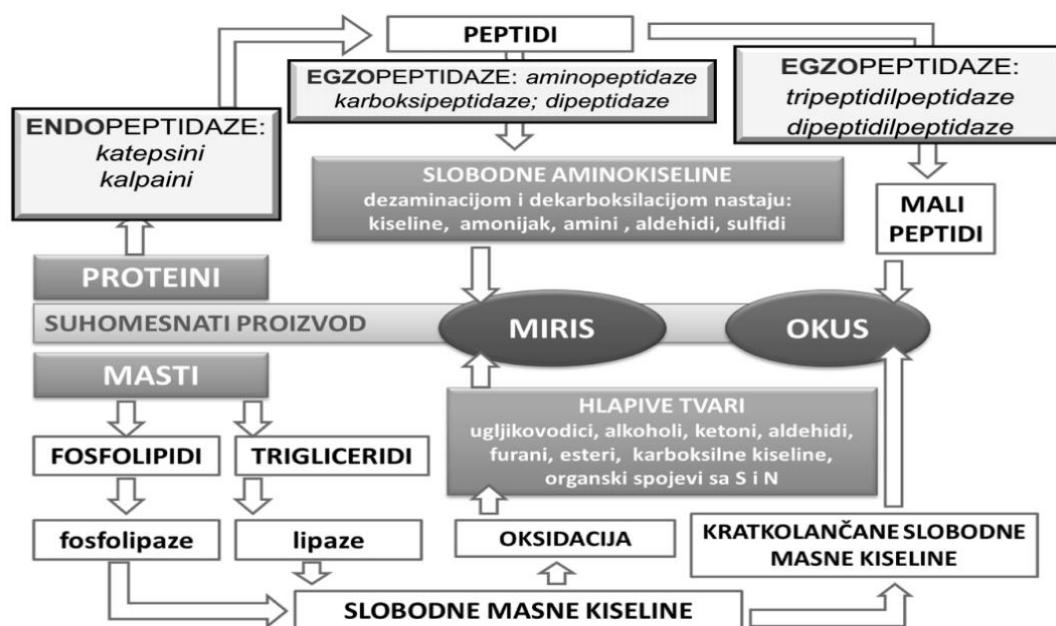 PEPTIDI
EGZOPEPTIDAZE: aminopeptidaze
karboksipeptidaze; dipeptidaze
EGZOPEPTIDAZE:
tripeptidilpeptidaze
dipeptidilpeptidaze
ENDOPEPTIDAZE:
katepsini
kalpaini
SLOBODNE AMINOKISELINE
dezaminacijom i dekarboksilacijom nastaju:
kiseline, amonijak, amini , aldehidi, sulfidi
MALI
PEPTIDI
PROTEINI
SUHOMESNATI PROIZVOD
MIRIS
OKUS
MASTI
HLAPIVE TVARI
ugljikovodici, alkoholi, ketoni, aldehidi,
furani, esteri, karboksilne kiseline,
organski spojevi sa S i N
FOSFOLIPIDI
TRIGLICERIDI
fosfolipaze
lipaze
OKSIDACIJA
KRATKOLANČANE SLOBODNE
MASNE KISELINE
SLOBODNE MASNE KISELINE